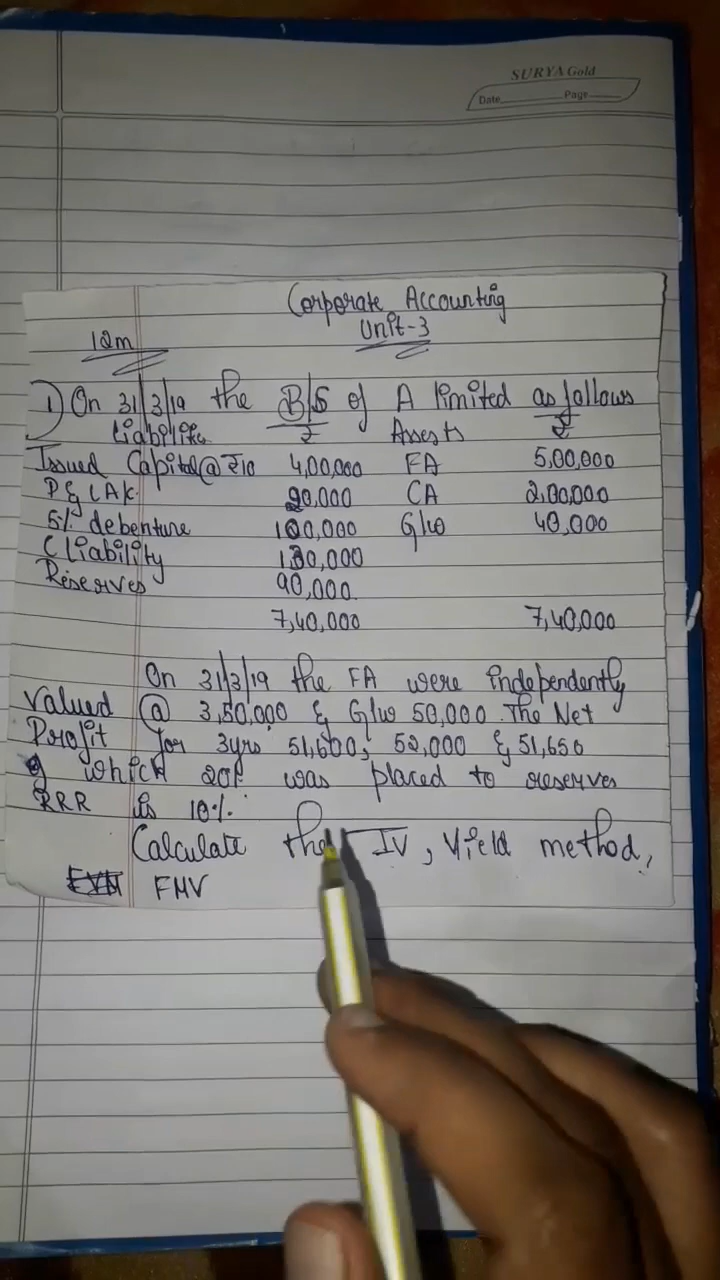 SURYA Gold
Date Page
Corporate Accounting
12m Unit-3
1) On 31/3/19 the B/S of A limited as follows
₹ Assests ₹
Issued Capital @ ₹10 4,00,000 FA 5,00,000
P & L A/c 20,000 CA 2,00,000
5% debenture 100,000 G/w 40,000
C Liability 130,000
Reserves 90,000
7,40,000 7,40,000
On 31/3/19 the FA were independently
valued @ 3,50,000 & G/w 50,000. The Net
Profit for 3yrs 51,600, 52,000 & 51,650
of which 20% was placed to reserves
RRR is 10%.
Calculate the IV, Yield method,
FMV